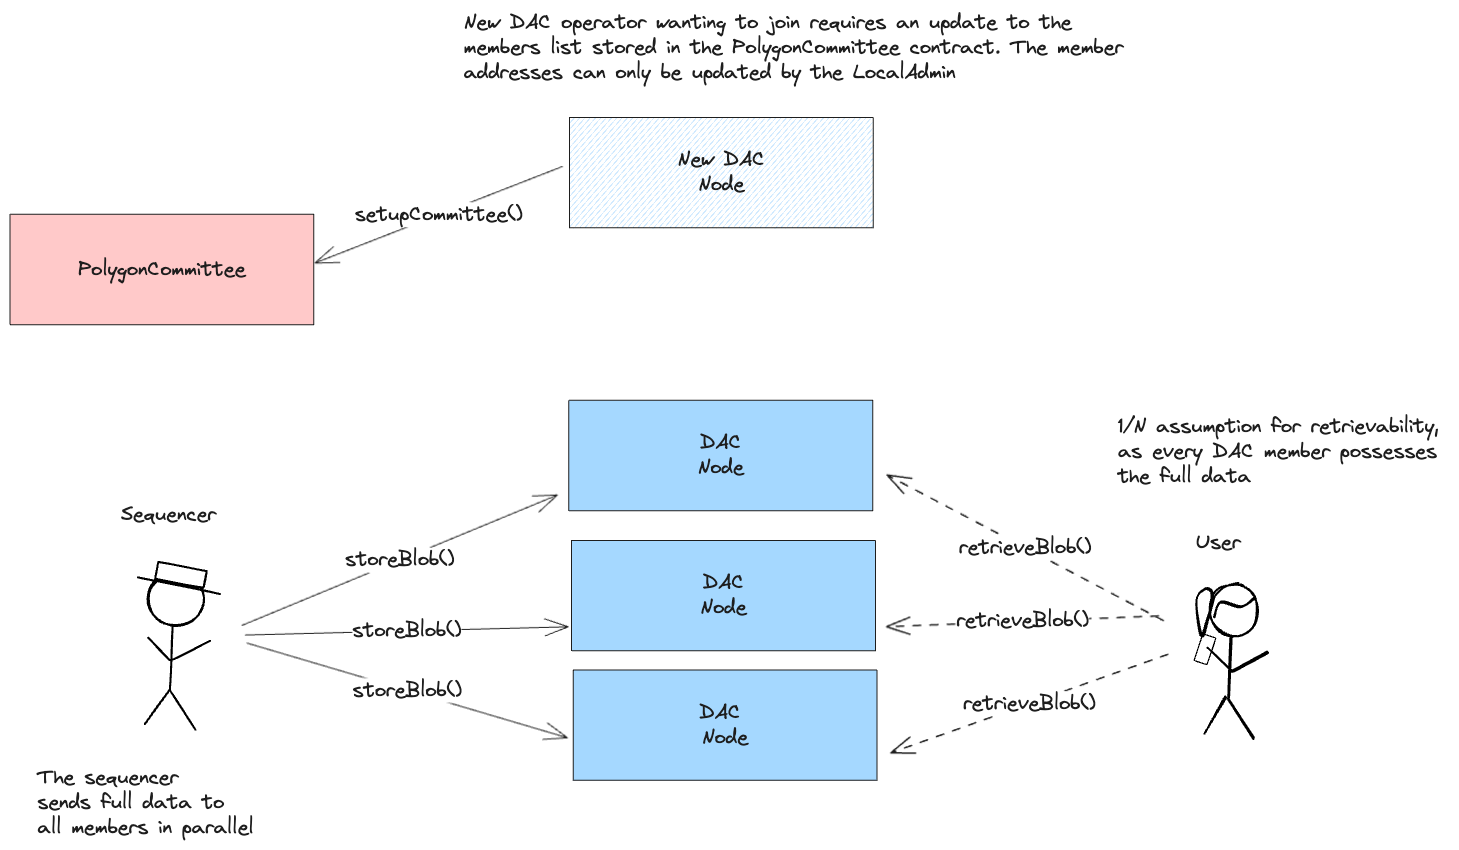 New DAC operator wanting to join requires an update to the
members list stored in the PolygonCommittee contract. The member
addresses can only be updated by the LocalAdmin
New DAC
Node
setupCommittee()
PolygonCommittee
DAC
Node
1/N assumption for retrievability,
as every DAC member possesses
the full data
Sequencer
storeBlob()
retrieveBlob()
User
DAC
Node
storeBlob()
retrieveBlob()
storeBlob()
retrieveBlob()
DAC
Node
The sequencer
sends full data to
all members in parallel